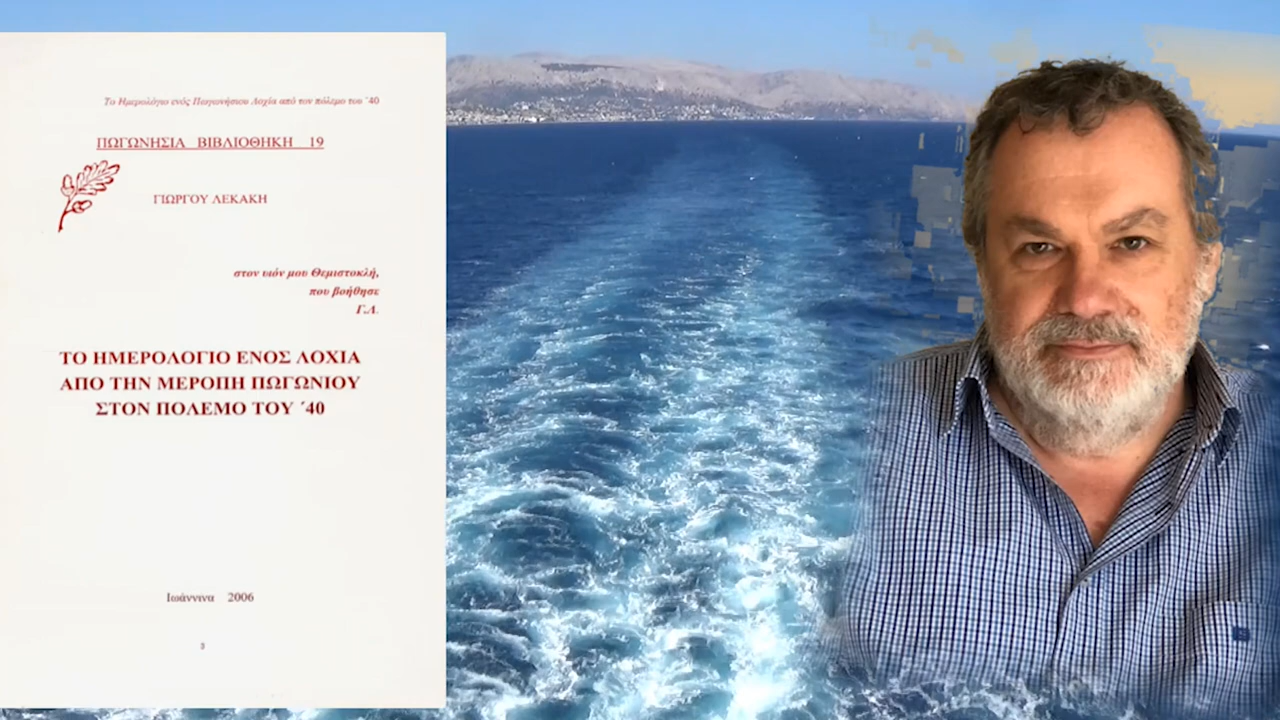 Το Ημερολόγιο ενός Πωγωνήσιου Λοχία από τον πόλεμο του ΄40
ΠΩΓΩΝΗΣΙΑ ΒΙΒΛΙΟΘΗΚΗ 19
ΓΙΩΡΓΟΥ ΛΕΚΑΚΗ
στον υιόν μου Θεμιστοκλή,
που βοήθησε
Γ.Λ.
ΤΟ ΗΜΕΡΟΛΟΓΙΟ ΕΝΟΣ ΛΟΧΙΑ
ΑΠΟ ΤΗΝ ΜΕΡΟΠΗ ΠΩΓΩΝΙΟΥ
ΣΤΟΝ ΠΟΛΕΜΟ ΤΟΥ ΄40
Ιωάννινα 2006
3